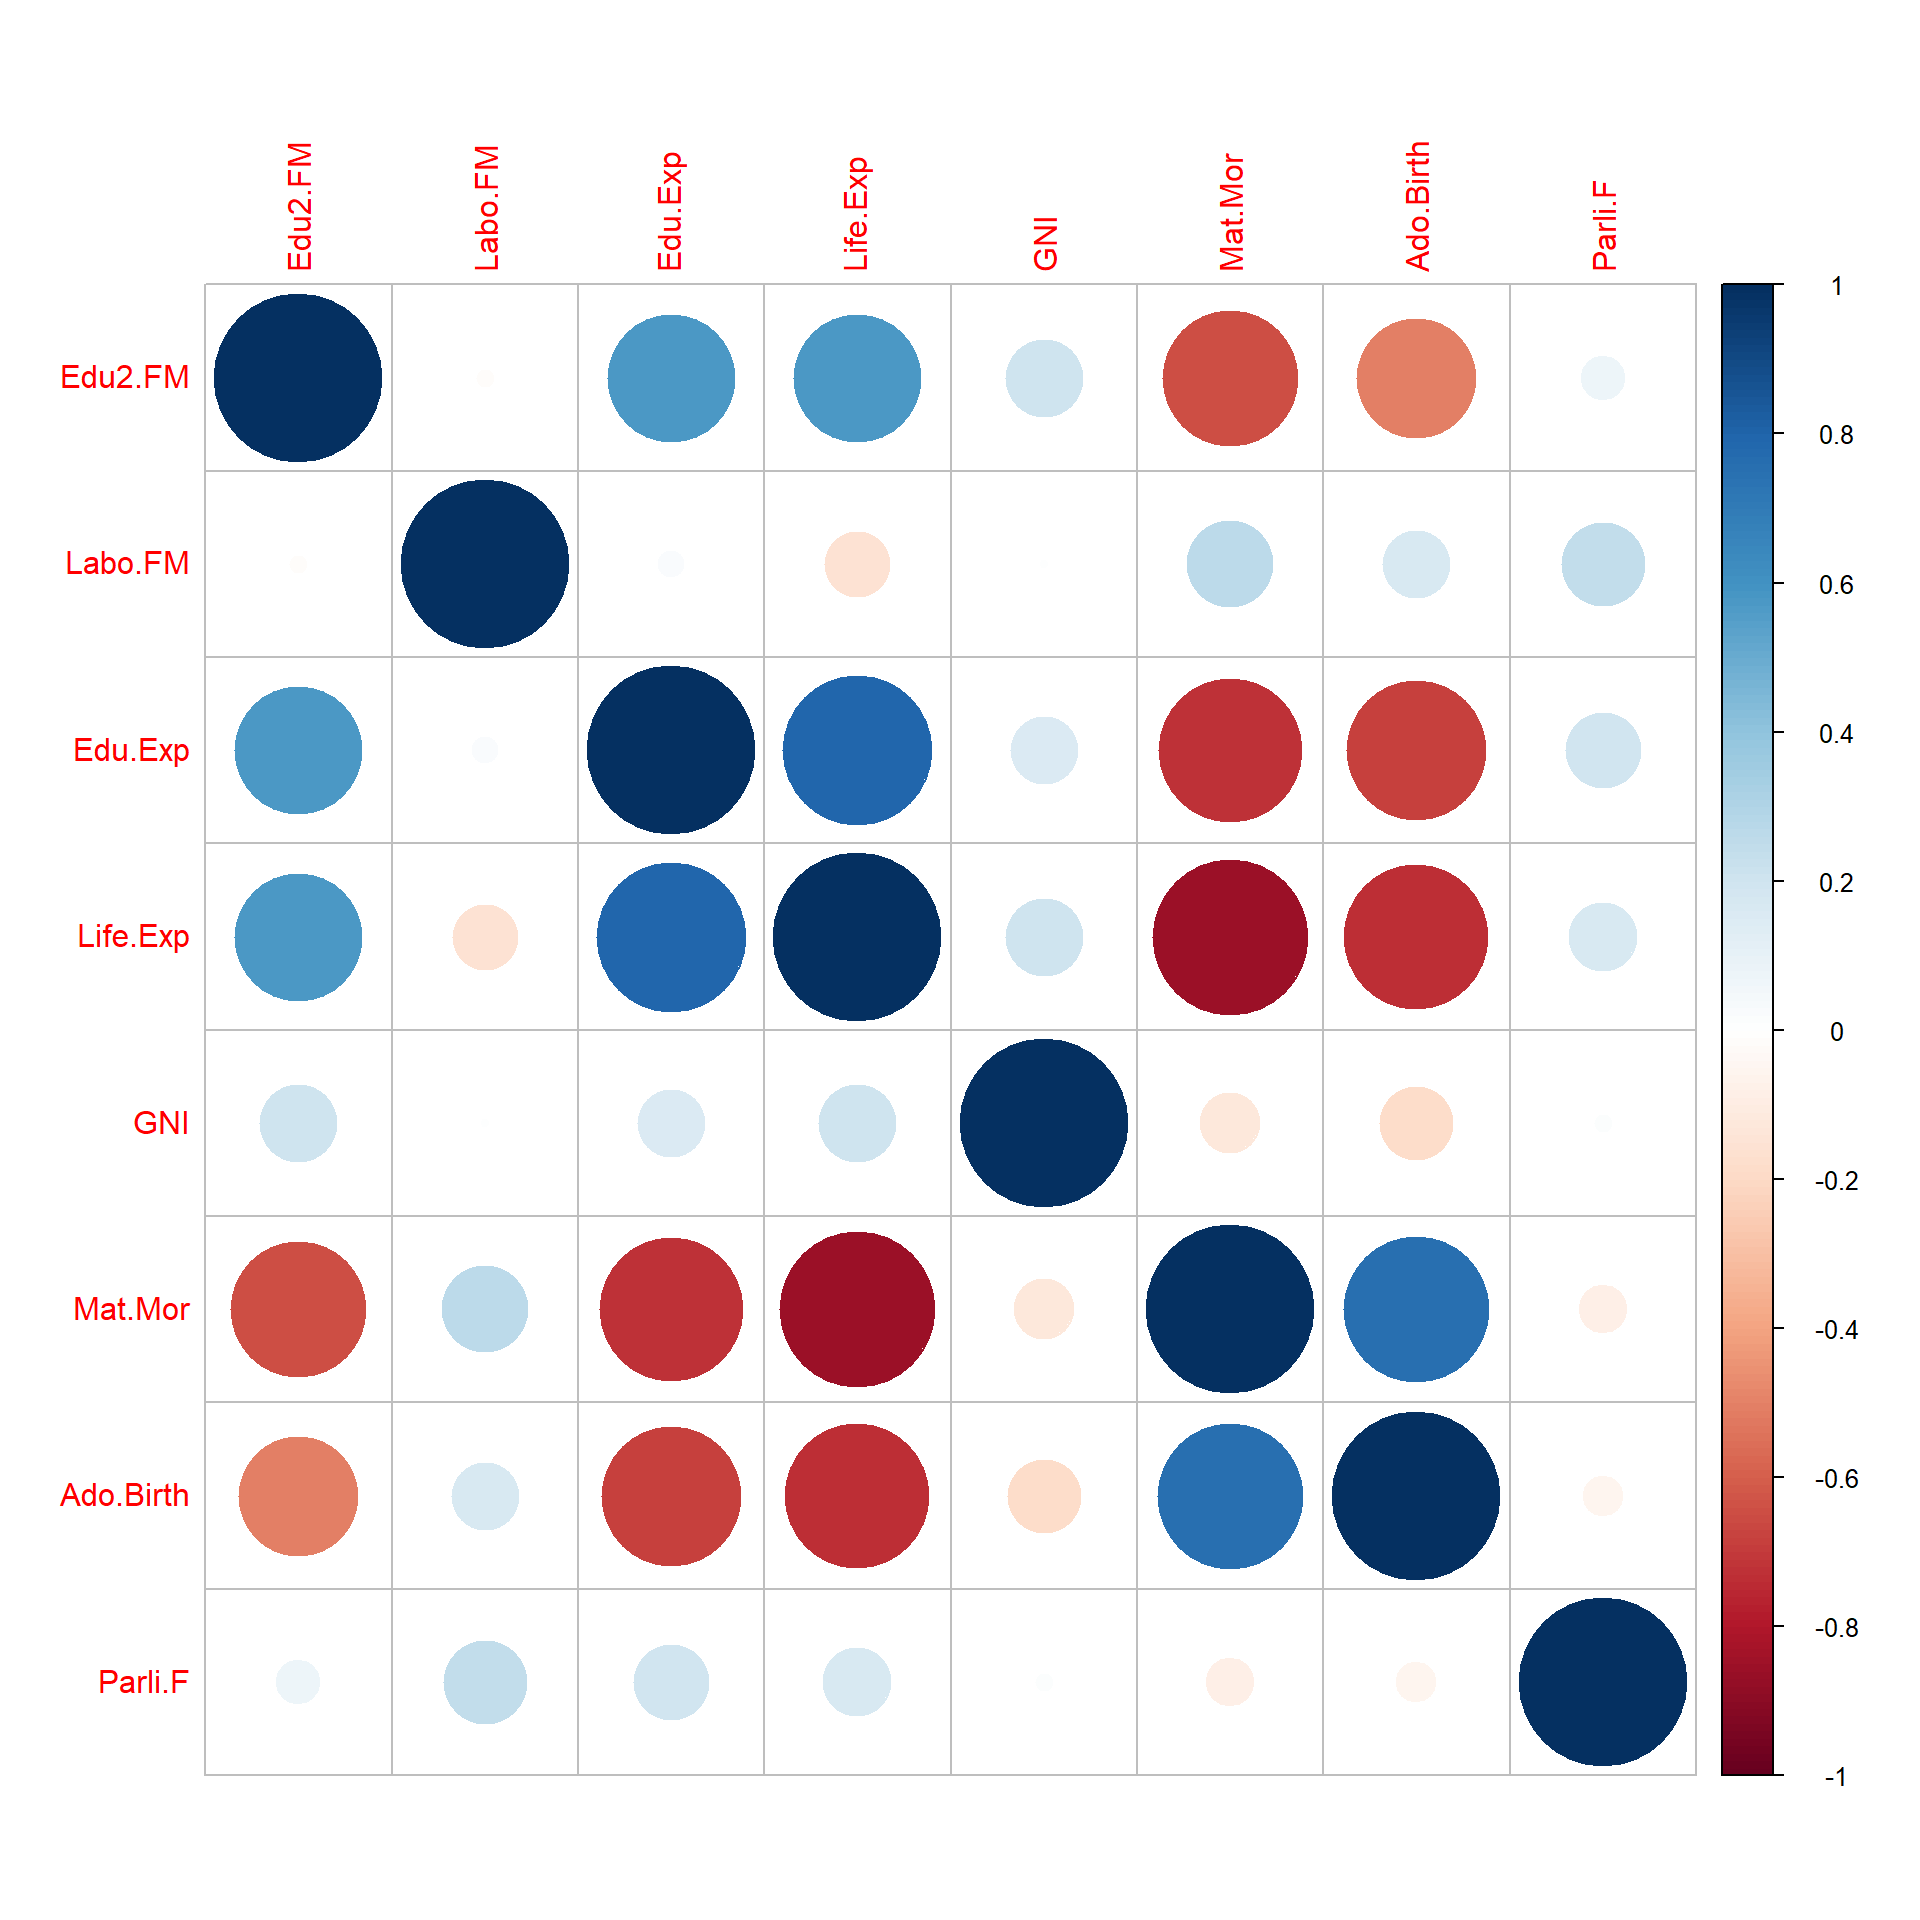 Edu2.FM
Labo.FM
Edu.Exp
Life.Exp
GNI
Mat.Mor
Ado.Birth
Parli.F
Edu2.FM
Labo.FM
Edu.Exp
Life.Exp
GNI
Mat.Mor
Ado.Birth
Parli.F
1
0.8
0.6
0.4
0.2
0
-0.2
-0.4
-0.6
-0.8
-1